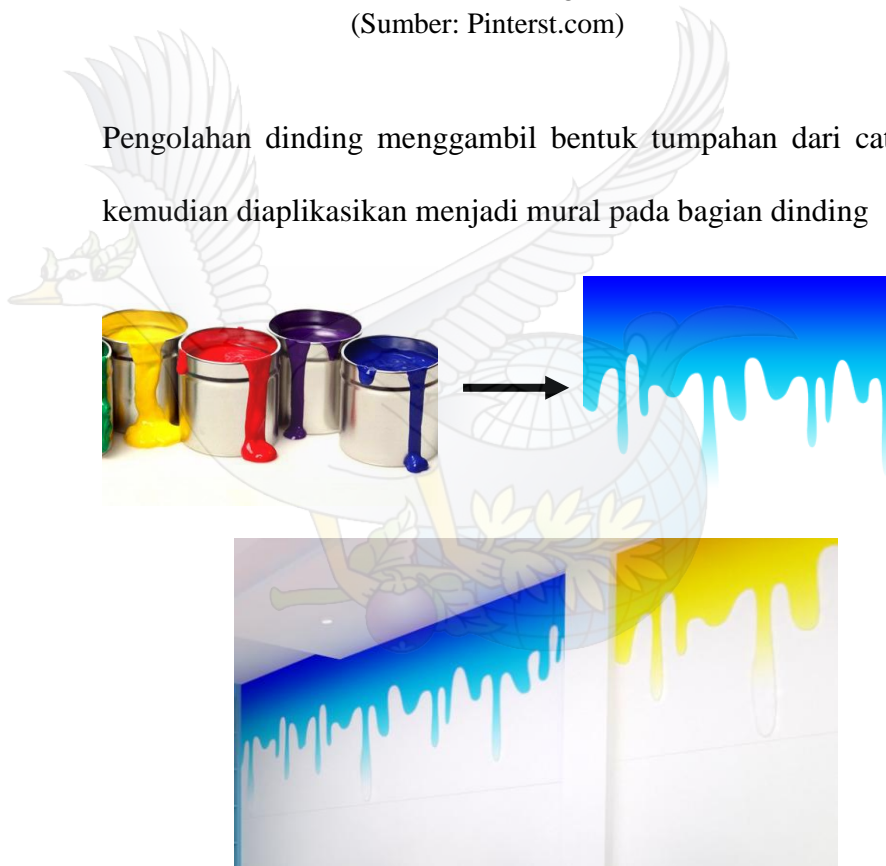 (Sumber: Pinterst.com)
Pengolahan dinding menggambil bentuk tumpahan dari cat
kemudian diaplikasikan menjadi mural pada bagian dinding